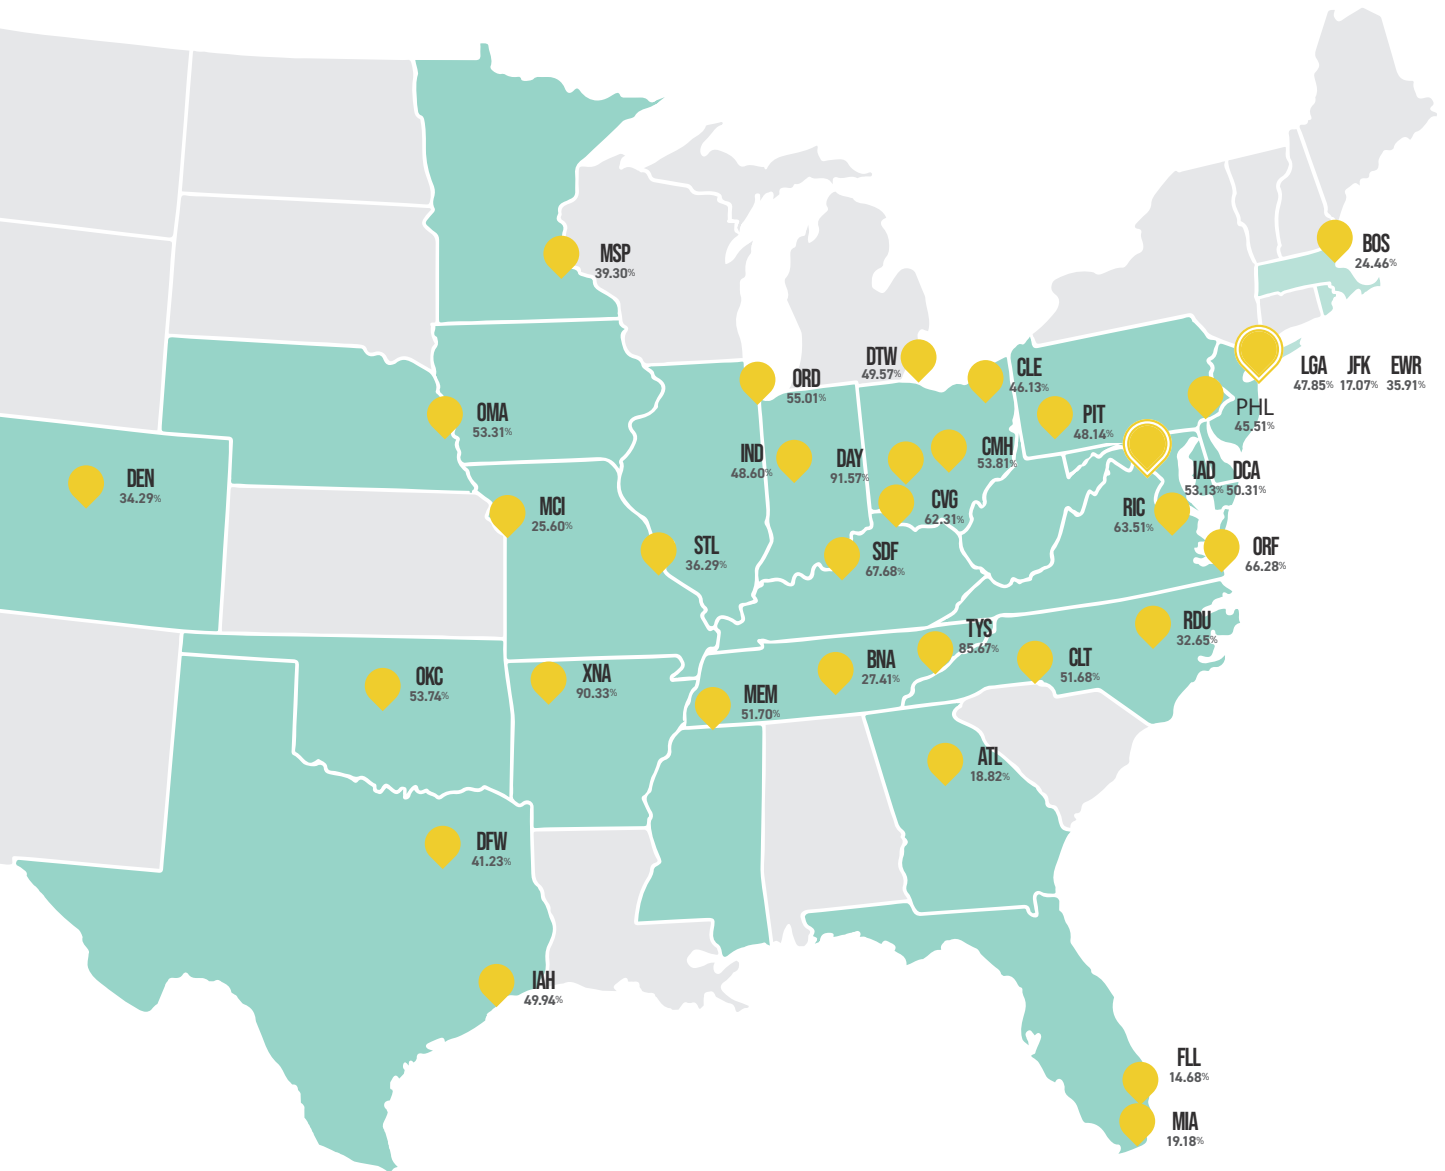 BOS
24.46%
MSP
39.30%
DTW
49.57%
CLE
46.13%
LGA JFK EWR
47.85% 17.07% 35.91%
ORD
55.01%
PHL
45.51%
OMA
53.31%
PIT
48.14%
IND
48.60%
DAY
91.57%
CMH
53.81%
IAD DCA
53.13% 50.31%
DEN
34.29%
MCI
25.60%
CVG
62.31%
RIC
63.51%
STL
36.29%
SDF
67.68%
ORF
66.28%
TYS
85.67%
RDU
32.65%
OKC
53.74%
XNA
90.33%
BNA
27.41%
CLT
51.68%
MEM
51.70%
ATL
18.82%
DFW
41.23%
IAH
49.94%
FLL
14.68%
MIA
19.18%